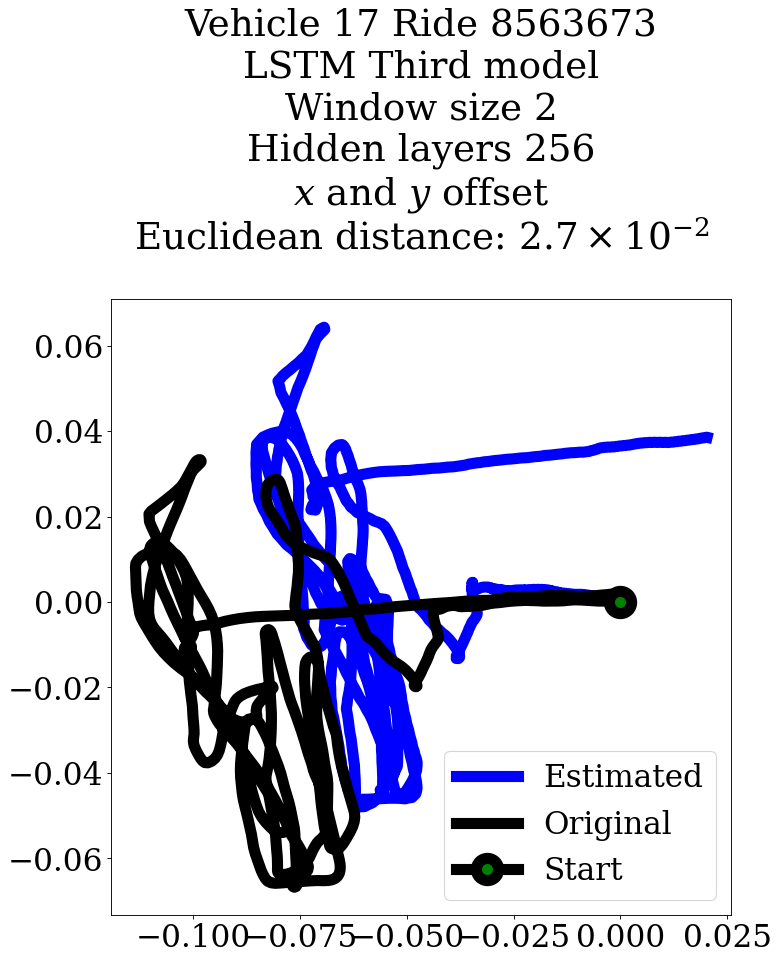 Vehicle 17 Ride 8563673
LSTM Third model
Window size 2
Hidden layers 256
x and y offset
Euclidean distance: 2.7 × 10⁻²
0.06
0.04
0.02
0.00
−0.02
−0.04
−0.06
Estimated
Original
Start
−0.100 −0.075 −0.050 −0.025 0.000 0.025